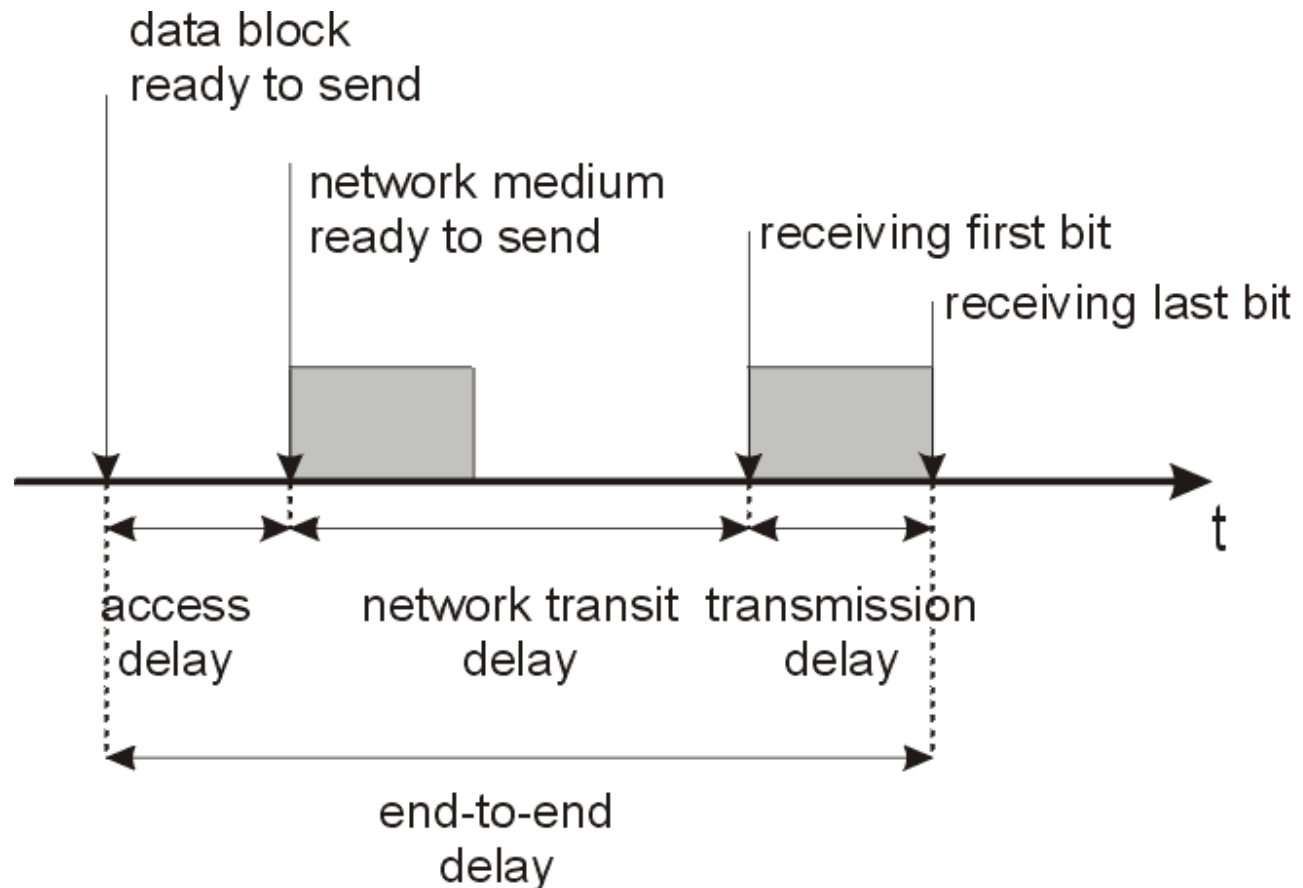 data block
ready to send
network medium
ready to send
receiving first bit
receiving last bit
t
access
delay
network transit
delay
transmission
delay
end-to-end
delay